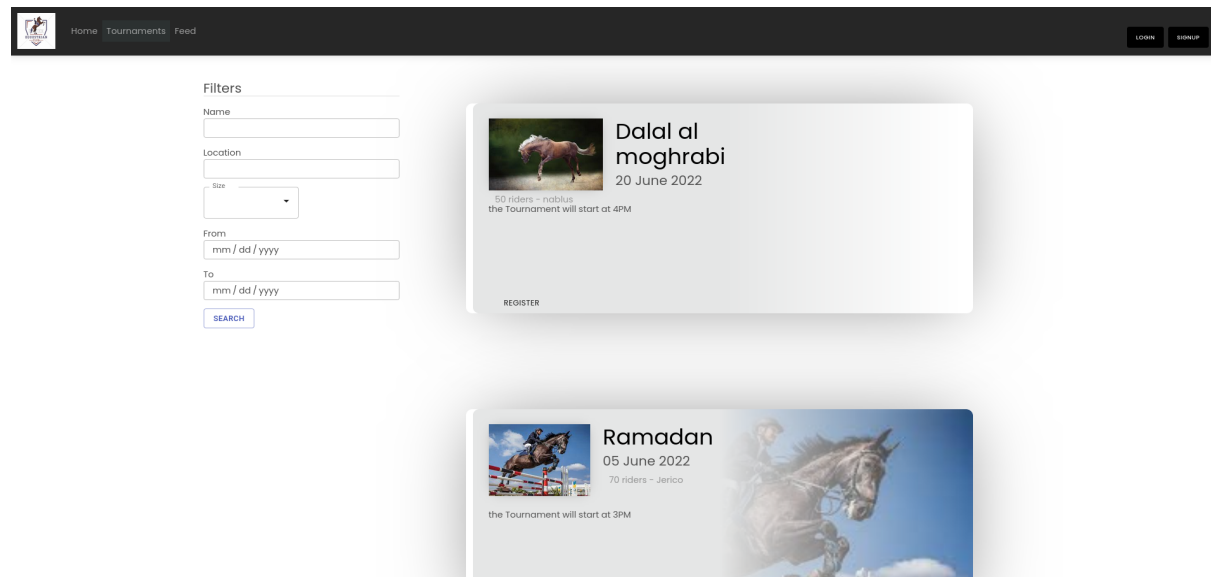 Home Tournaments Feed
LOGIN SIGNUP
Filters
Name
Location
Size
From
mm / dd / yyyy
To
mm / dd / yyyy
SEARCH
Dalal al
moghrabi
20 June 2022
50 riders - nablus
the Tournament will start at 4PM
REGISTER
Ramadan
05 June 2022
70 riders - Jerico
the Tournament will start at 3PM